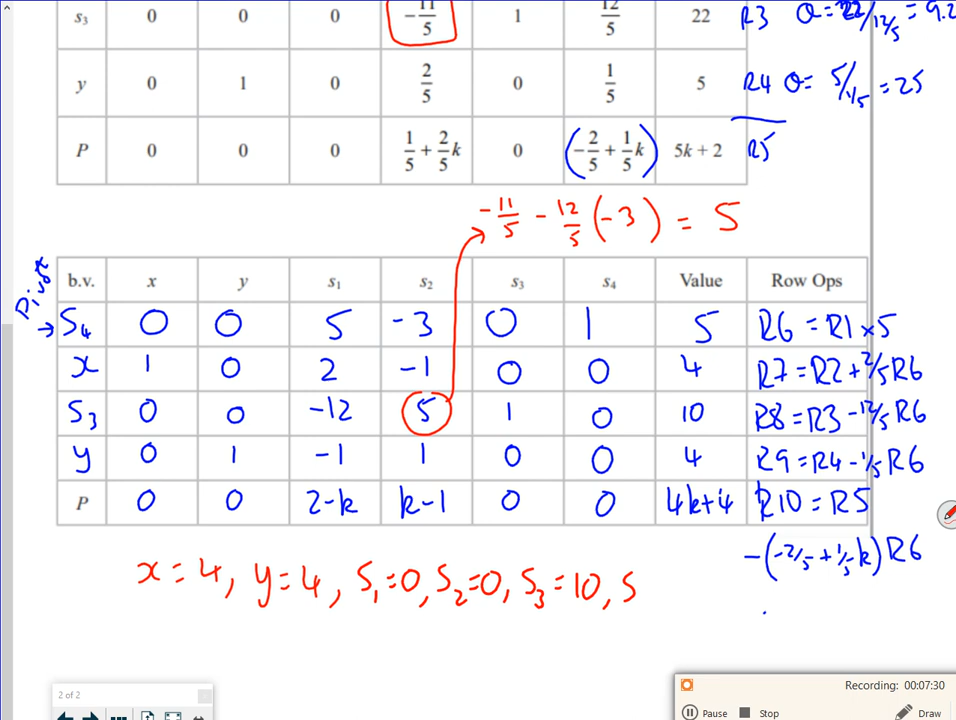 s₃ 0 0 0 -11/5 1 12/5 22 R3 θ = 22/12/5 = 9.2
y 0 1 0 2/5 0 1/5 5 R4 θ = 5/1/5 = 25
P 0 0 0 1/5 + 2/5k 0 (-2/5 + 1/5k) 5k + 2 R5
-11/5 - 12/5 (-3) = 5
Pivot
b.v. x y s₁ s₂ s₃ s₄ Value Row Ops
S₄ 0 0 5 -3 0 1 5 R6 = R1 x 5
x 1 0 2 -1 0 0 4 R7 = R2 + 2/5 R6
S₃ 0 0 -12 5 1 0 10 R8 = R3 - 12/5 R6
y 0 1 -1 1 0 0 4 R9 = R4 - 1/5 R6
P 0 0 2-k k-1 0 0 4k+4 R10 = R5
-(-2/5 + 1/5 k) R6
x = 4, y = 4, S₁ = 0, S₂ = 0, S₃ = 10, S
2 of 2
Recording: 00:07:30
Pause Stop Draw